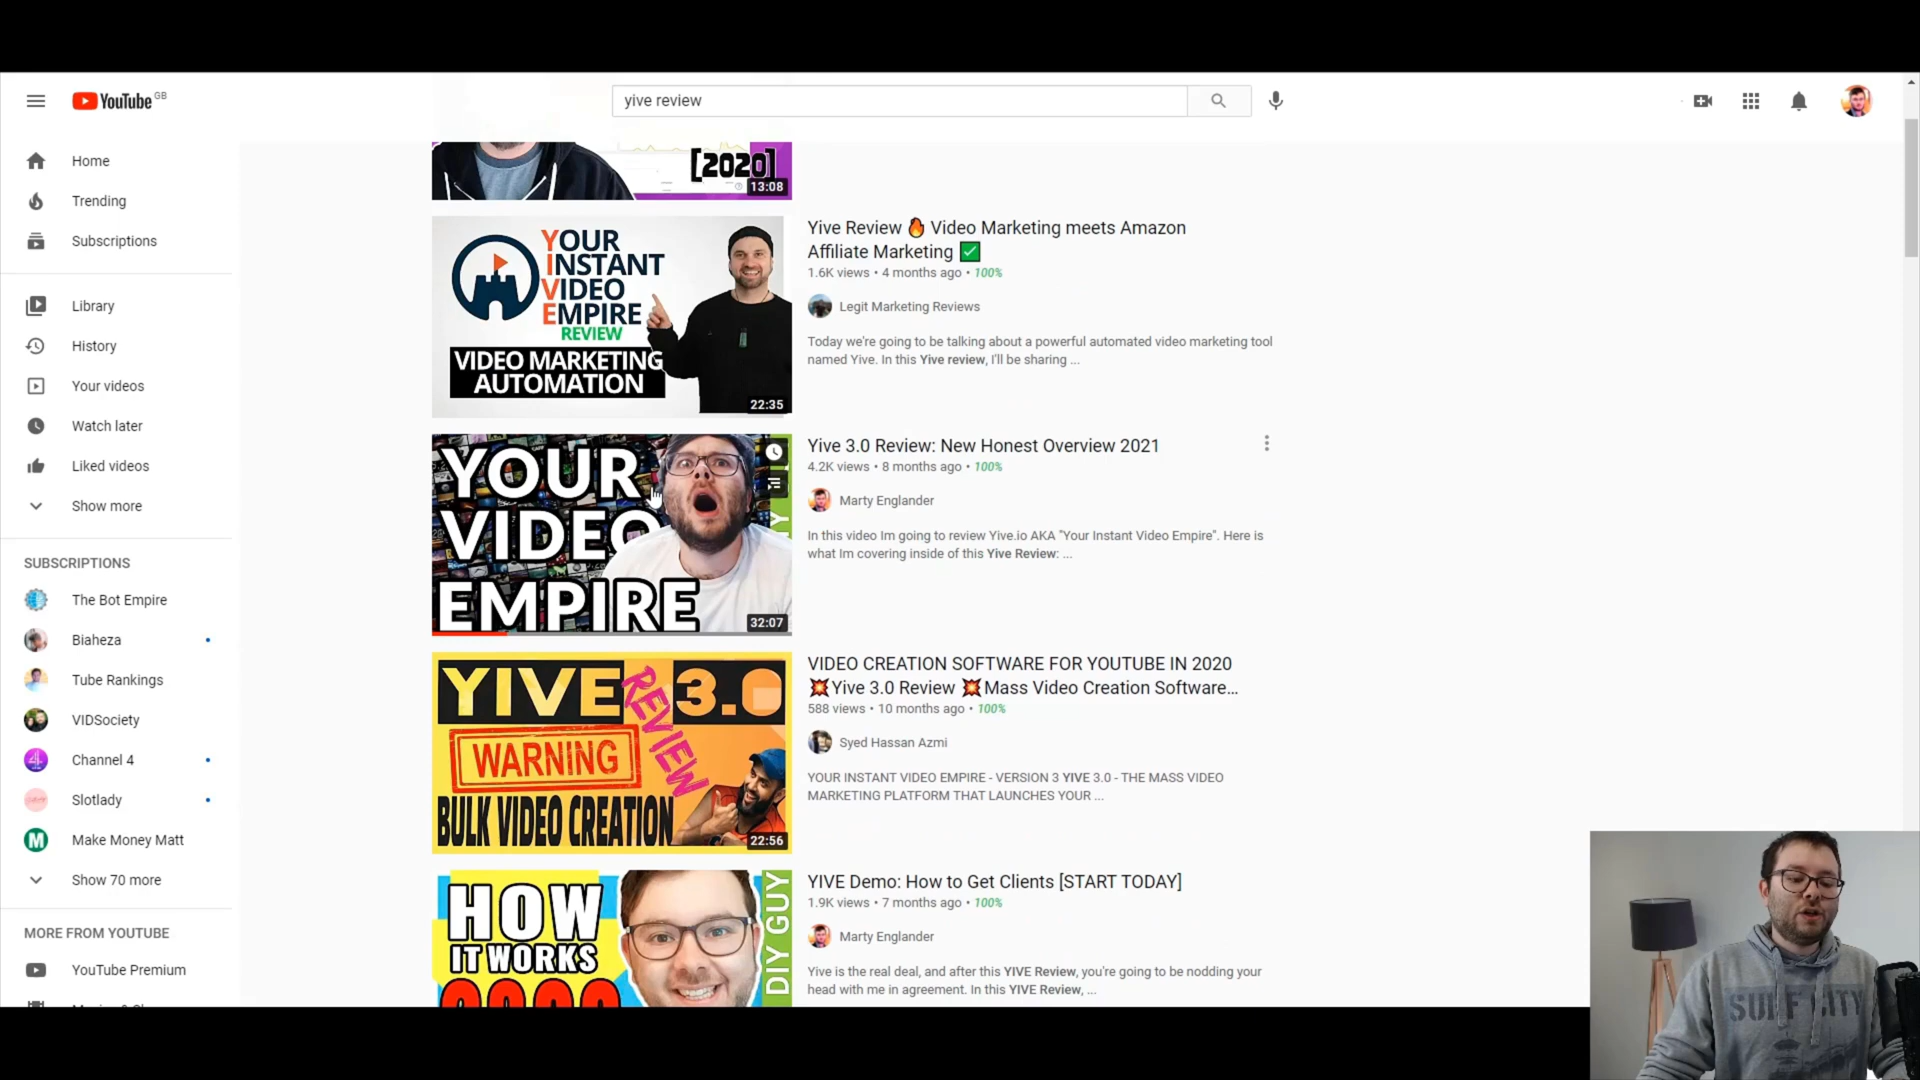 YouTube GB
yive review
Home
Trending
Subscriptions
Library
History
Your videos
Watch later
Liked videos
Show more
SUBSCRIPTIONS
The Bot Empire
Biaheza
Tube Rankings
VIDSociety
Channel 4
Slotlady
Make Money Matt
Show 70 more
MORE FROM YOUTUBE
YouTube Premium
[2020]
13:08
YOUR
INSTANT
VIDEO
EMPIRE
REVIEW
VIDEO MARKETING
AUTOMATION
22:35
Yive Review 🔥 Video Marketing meets Amazon
Affiliate Marketing ✅
1.6K views • 4 months ago • 100%
Legit Marketing Reviews
Today we're going to be talking about a powerful automated video marketing tool
named Yive. In this Yive review, I'll be sharing ...
YOUR
VIDEO
EMPIRE
32:07
Yive 3.0 Review: New Honest Overview 2021
4.2K views • 8 months ago • 100%
Marty Englander
In this video Im going to review Yive.io AKA "Your Instant Video Empire". Here is
what Im covering inside of this Yive Review: ...
YIVE 3.0
REVIEW
WARNING
BULK VIDEO CREATION
22:56
VIDEO CREATION SOFTWARE FOR YOUTUBE IN 2020
💥Yive 3.0 Review 💥Mass Video Creation Software...
588 views • 10 months ago • 100%
Syed Hassan Azmi
YOUR INSTANT VIDEO EMPIRE - VERSION 3 YIVE 3.0 - THE MASS VIDEO
MARKETING PLATFORM THAT LAUNCHES YOUR ...
HOW
IT WORKS
DIY GUY
YIVE Demo: How to Get Clients [START TODAY]
1.9K views • 7 months ago • 100%
Marty Englander
Yive is the real deal, and after this YIVE Review, you're going to be nodding your
head with me in agreement. In this YIVE Review, ...
SURF CITY